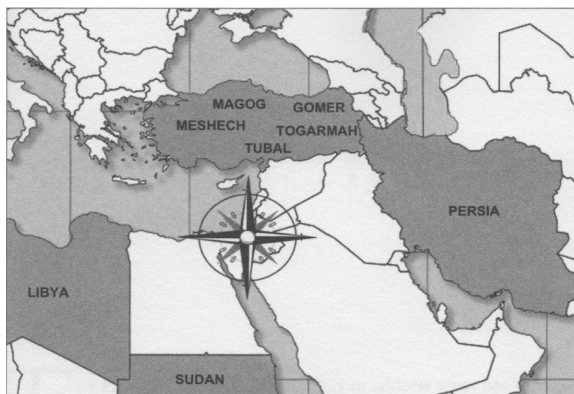 MAGOG
GOMER
MESHECH
TOGARMAH
TUBAL
PERSIA
LIBYA
SUDAN